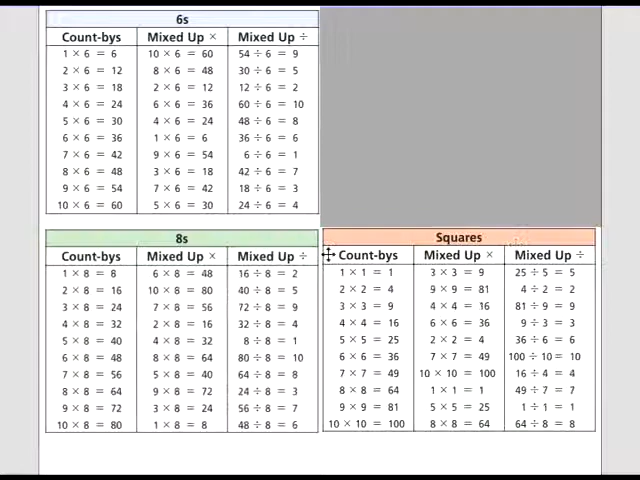 6s
Count-bys Mixed Up × Mixed Up ÷
1 × 6 = 6 10 × 6 = 60 54 ÷ 6 = 9
2 × 6 = 12 8 × 6 = 48 30 ÷ 6 = 5
3 × 6 = 18 2 × 6 = 12 12 ÷ 6 = 2
4 × 6 = 24 6 × 6 = 36 60 ÷ 6 = 10
5 × 6 = 30 4 × 6 = 24 48 ÷ 6 = 8
6 × 6 = 36 1 × 6 = 6 36 ÷ 6 = 6
7 × 6 = 42 9 × 6 = 54 6 ÷ 6 = 1
8 × 6 = 48 3 × 6 = 18 42 ÷ 6 = 7
9 × 6 = 54 7 × 6 = 42 18 ÷ 6 = 3
10 × 6 = 60 5 × 6 = 30 24 ÷ 6 = 4
8s
Count-bys Mixed Up × Mixed Up ÷
1 × 8 = 8 6 × 8 = 48 16 ÷ 8 = 2
2 × 8 = 16 10 × 8 = 80 40 ÷ 8 = 5
3 × 8 = 24 7 × 8 = 56 72 ÷ 8 = 9
4 × 8 = 32 2 × 8 = 16 32 ÷ 8 = 4
5 × 8 = 40 4 × 8 = 32 8 ÷ 8 = 1
6 × 8 = 48 8 × 8 = 64 80 ÷ 8 = 10
7 × 8 = 56 5 × 8 = 40 64 ÷ 8 = 8
8 × 8 = 64 9 × 8 = 72 24 ÷ 8 = 3
9 × 8 = 72 3 × 8 = 24 56 ÷ 8 = 7
10 × 8 = 80 1 × 8 = 8 48 ÷ 8 = 6
Squares
Count-bys Mixed Up × Mixed Up ÷
1 × 1 = 1 3 × 3 = 9 25 ÷ 5 = 5
2 × 2 = 4 9 × 9 = 81 4 ÷ 2 = 2
3 × 3 = 9 4 × 4 = 16 81 ÷ 9 = 9
4 × 4 = 16 6 × 6 = 36 9 ÷ 3 = 3
5 × 5 = 25 2 × 2 = 4 36 ÷ 6 = 6
6 × 6 = 36 7 × 7 = 49 100 ÷ 10 = 10
7 × 7 = 49 10 × 10 = 100 16 ÷ 4 = 4
8 × 8 = 64 1 × 1 = 1 49 ÷ 7 = 7
9 × 9 = 81 5 × 5 = 25 1 ÷ 1 = 1
10 × 10 = 100 8 × 8 = 64 64 ÷ 8 = 8